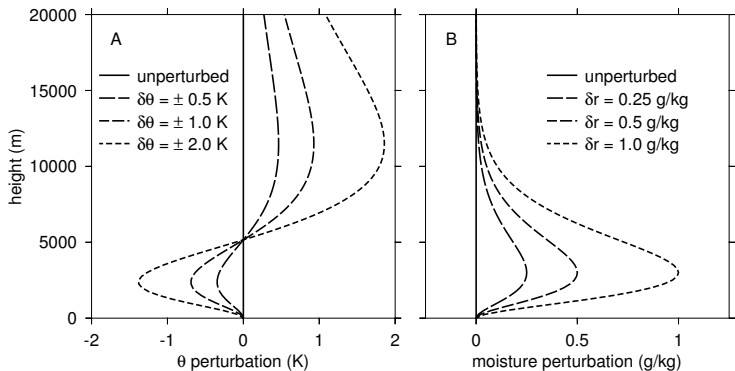 A
unperturbed
δθ = ± 0.5 K
δθ = ± 1.0 K
δθ = ± 2.0 K
height (m)
20000
15000
10000
5000
0
-2 -1 0 1 2
θ perturbation (K)
B
unperturbed
δr = 0.25 g/kg
δr = 0.5 g/kg
δr = 1.0 g/kg
0 0.5 1
moisture perturbation (g/kg)